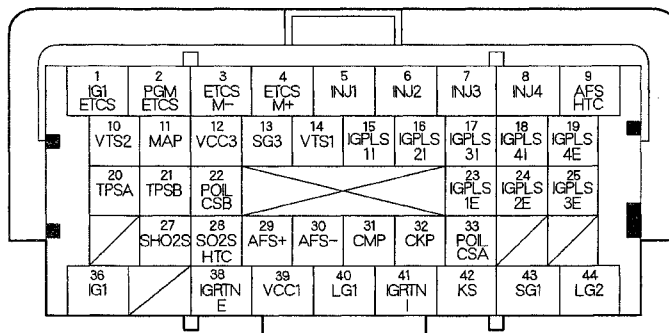 1 2 3 4 5 6 7 8 9
IG1 PGM ETCS ETCS INJ1 INJ2 INJ3 INJ4 AFS
ETCS ETCS M- M+ HTC
10 11 12 13 14 15 16 17 18 19
VTS2 MAP VCC3 SG3 VTS1 IGPLS IGPLS IGPLS IGPLS IGPLS
1I 2I 3I 4I 4E
20 21 22 23 24 25
TPSA TPSB POIL IGPLS IGPLS IGPLS
CSB 1E 2E 3E
27 28 29 30 31 32 33
SHO2S SO2S AFS+ AFS- CMP CKP POIL
HTC CSA
36 38 39 40 41 42 43 44
IG1 IGRTN VCC1 LG1 IGRTN KS SG1 LG2
E I